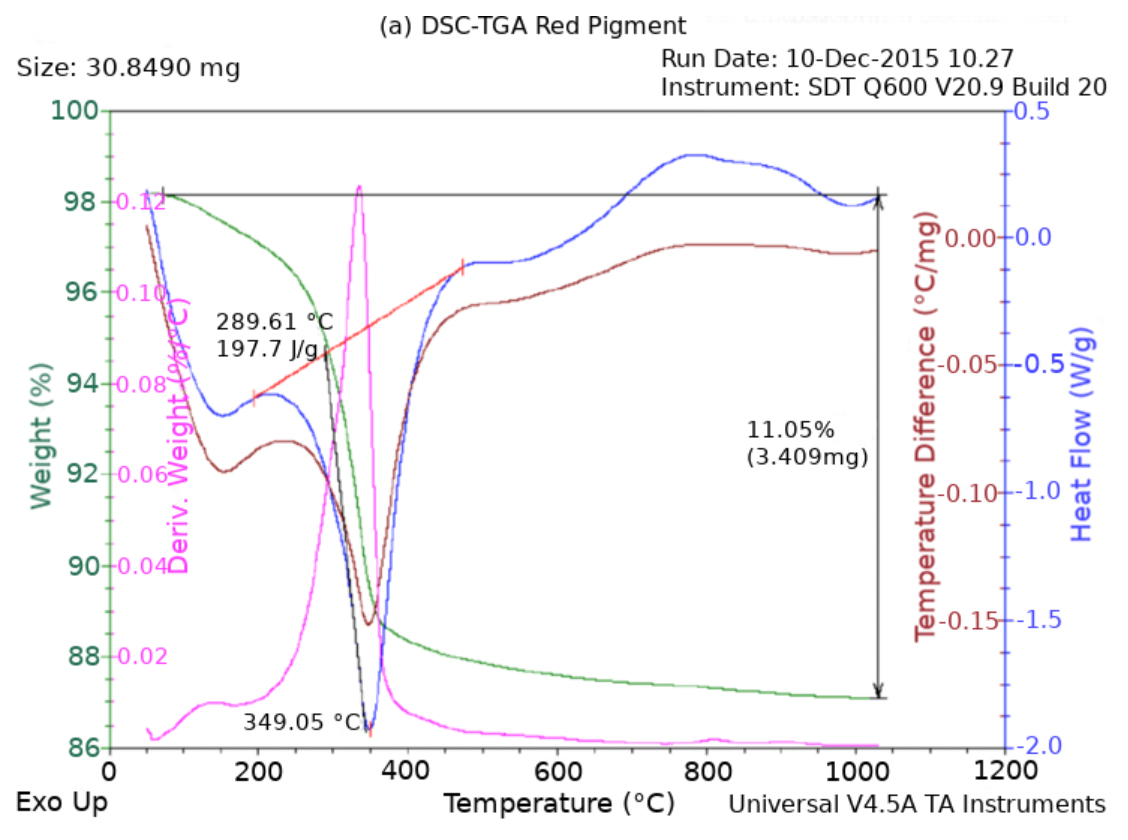 (a) DSC-TGA Red Pigment
Size: 30.8490 mg
Run Date: 10-Dec-2015 10.27
Instrument: SDT Q600 V20.9 Build 20
100
98
96
94
92
90
88
86
Weight (%)
0.12
0.10
0.08
0.06
0.04
0.02
Deriv. Weight (%/°C)
289.61 °C
197.7 J/g
349.05 °C
11.05%
(3.409mg)
0.00
-0.05
-0.10
-0.15
Temperature Difference (°C/mg)
0.5
0.0
-0.5
-1.0
-1.5
-2.0
Heat Flow (W/g)
0
200
400
600
800
1000
1200
Exo Up
Temperature (°C)
Universal V4.5A TA Instruments